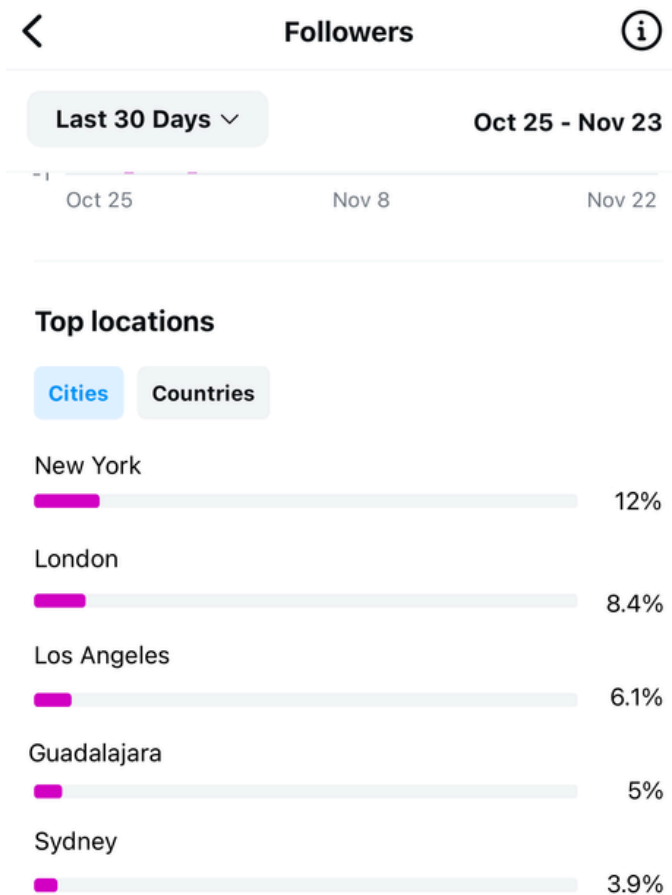 Followers
Last 30 Days
Oct 25 - Nov 23
-1
Oct 25 Nov 8 Nov 22
Top locations
Cities Countries
New York
12%
London
8.4%
Los Angeles
6.1%
Guadalajara
5%
Sydney
3.9%